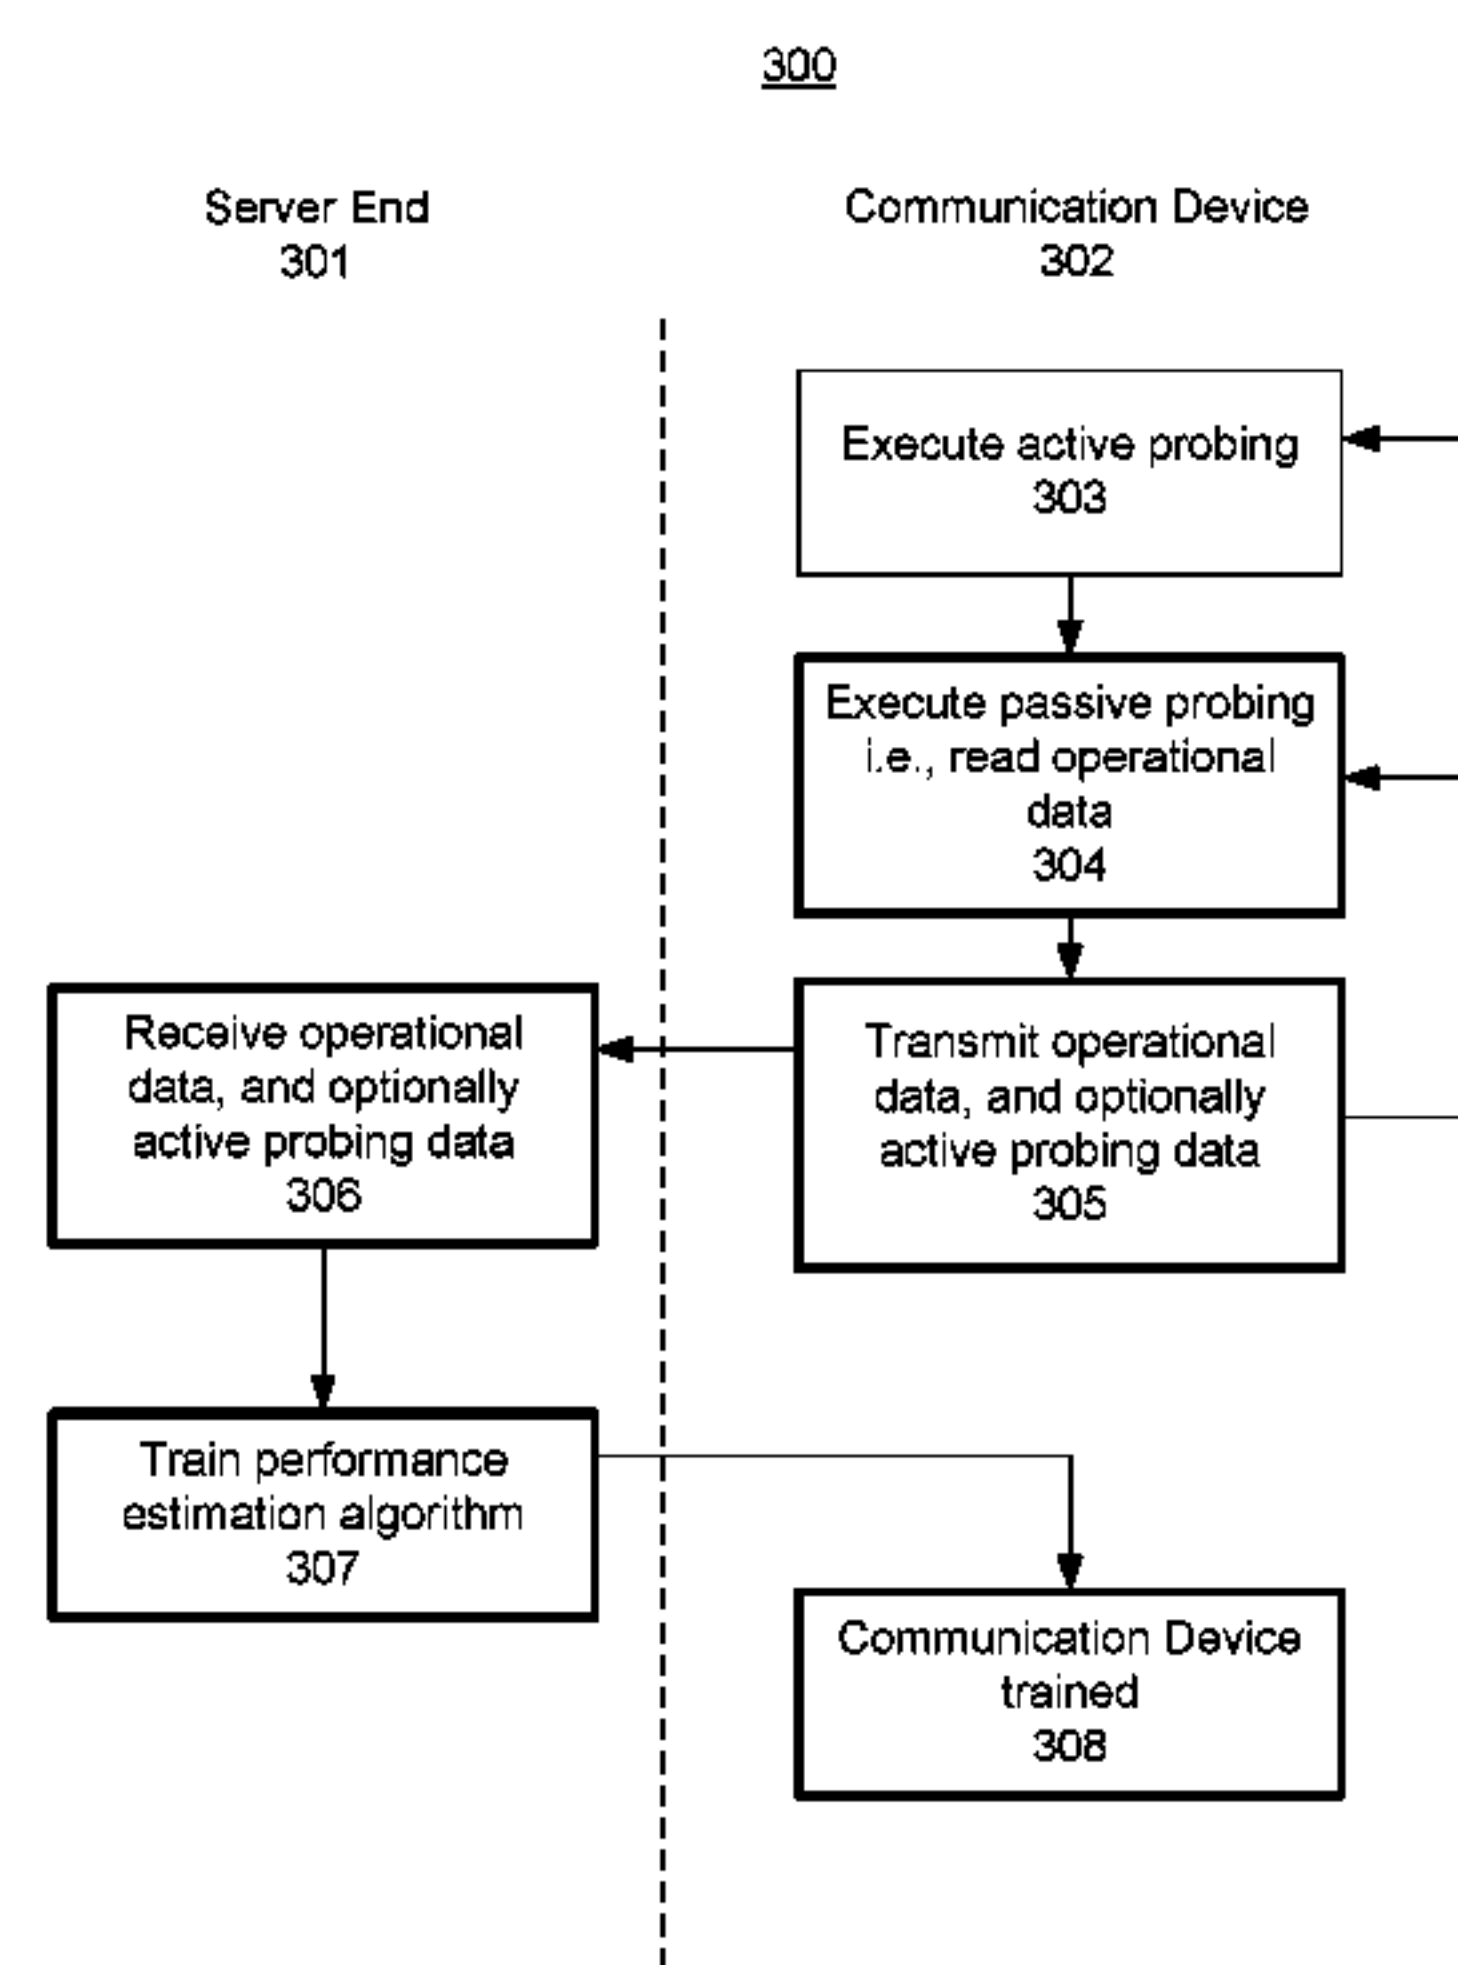 300
Server End
301
Communication Device
302
Execute active probing
303
Execute passive probing
i.e., read operational
data
304
Transmit operational
data, and optionally
active probing data
305
Receive operational
data, and optionally
active probing data
306
Train performance
estimation algorithm
307
Communication Device
trained
308